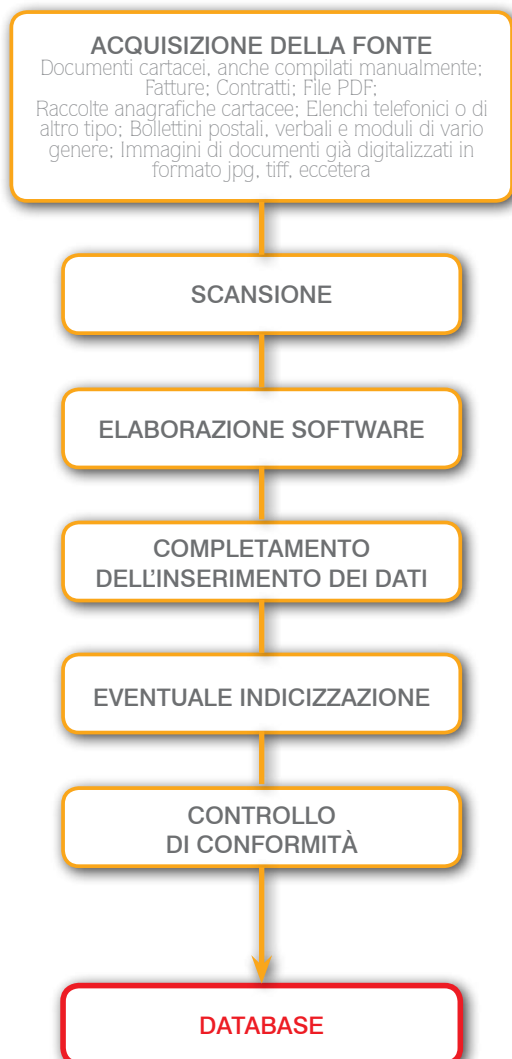 ACQUISIZIONE DELLA FONTE
Documenti cartacei, anche compilati manualmente;
Fatture; Contratti; File PDF;
Raccolte anagrafiche cartacee; Elenchi telefonici o di
altro tipo; Bollettini postali, verbali e moduli di vario
genere; Immagini di documenti già digitalizzati in
formato jpg, tiff, eccetera
SCANSIONE
ELABORAZIONE SOFTWARE
COMPLETAMENTO
DELL'INSERIMENTO DEI DATI
EVENTUALE INDICIZZAZIONE
CONTROLLO
DI CONFORMITÀ
DATABASE